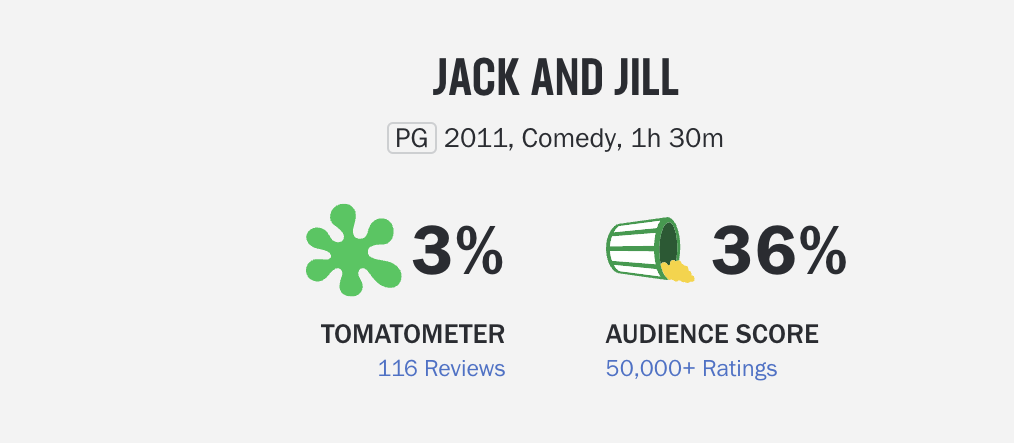 JACK AND JILL
PG 2011, Comedy, 1h 30m
3% 36%
TOMATOMETER AUDIENCE SCORE
116 Reviews 50,000+ Ratings